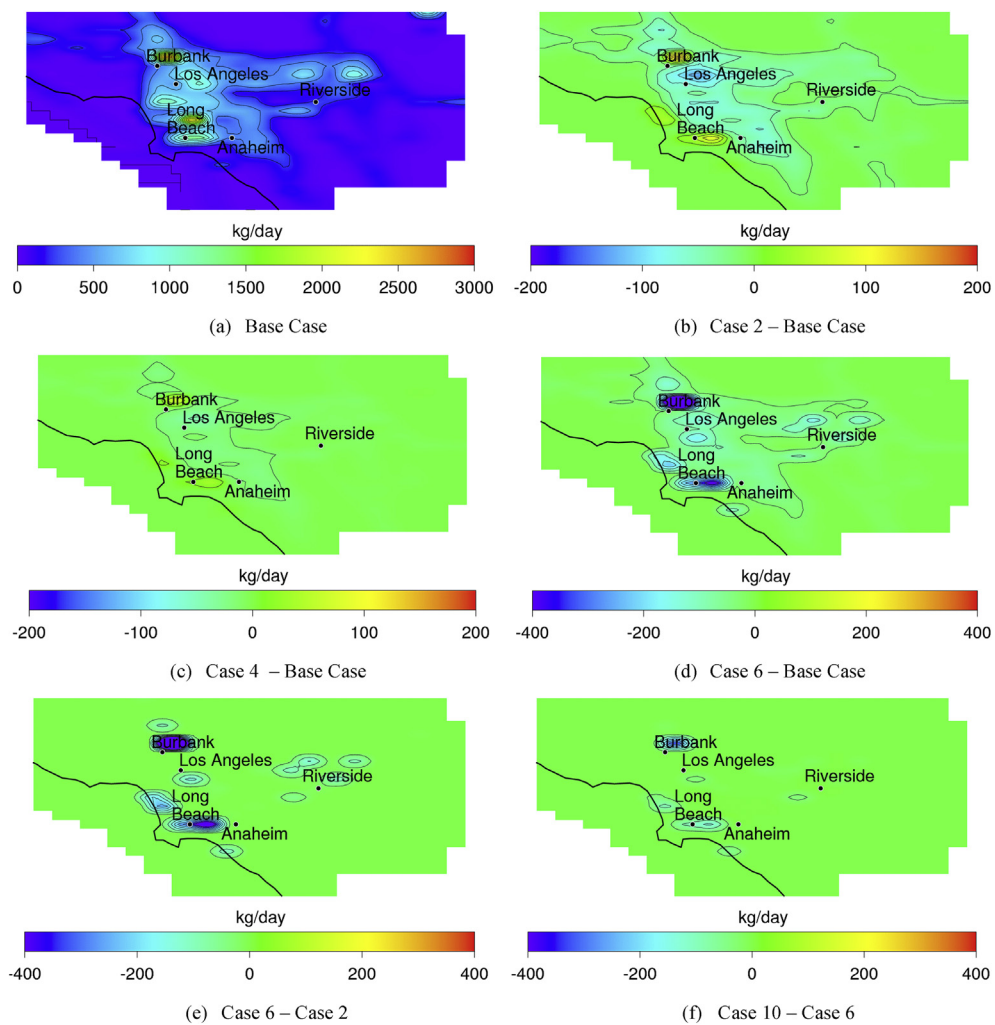 Burbank
Los Angeles
Riverside
Long
Beach
Anaheim
kg/day
0 500 1000 1500 2000 2500 3000
(a) Base Case
Burbank
Los Angeles
Riverside
Long
Beach
Anaheim
kg/day
-200 -100 0 100 200
(b) Case 2 – Base Case
Burbank
Los Angeles
Riverside
Long
Beach
Anaheim
kg/day
-200 -100 0 100 200
(c) Case 4 – Base Case
Burbank
Los Angeles
Riverside
Long
Beach
Anaheim
kg/day
-400 -200 0 200 400
(d) Case 6 – Base Case
Burbank
Los Angeles
Riverside
Long
Beach
Anaheim
kg/day
-400 -200 0 200 400
(e) Case 6 – Case 2
Burbank
Los Angeles
Riverside
Long
Beach
Anaheim
kg/day
-400 -200 0 200 400
(f) Case 10 – Case 6